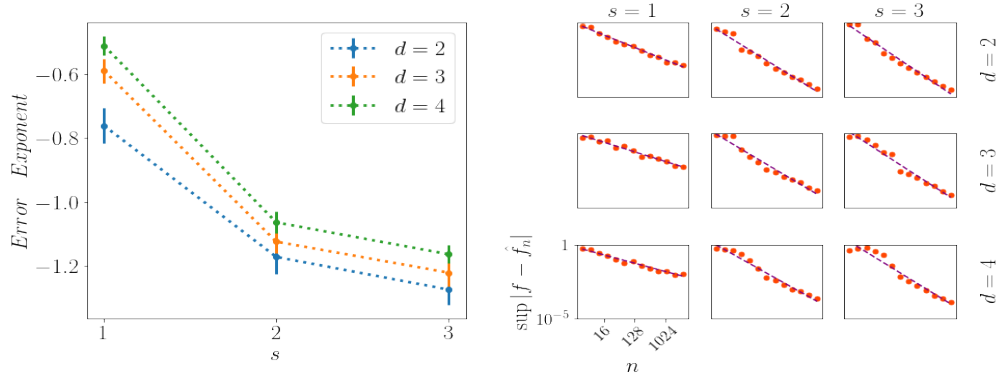 Error Exponent
−0.6
−0.8
−1.0
−1.2
1
2
3
s
d = 2
d = 3
d = 4
s = 1
s = 2
s = 3
d = 2
d = 3
d = 4
sup |f − f̂ₙ|
1
10⁻⁵
16
128
1024
n